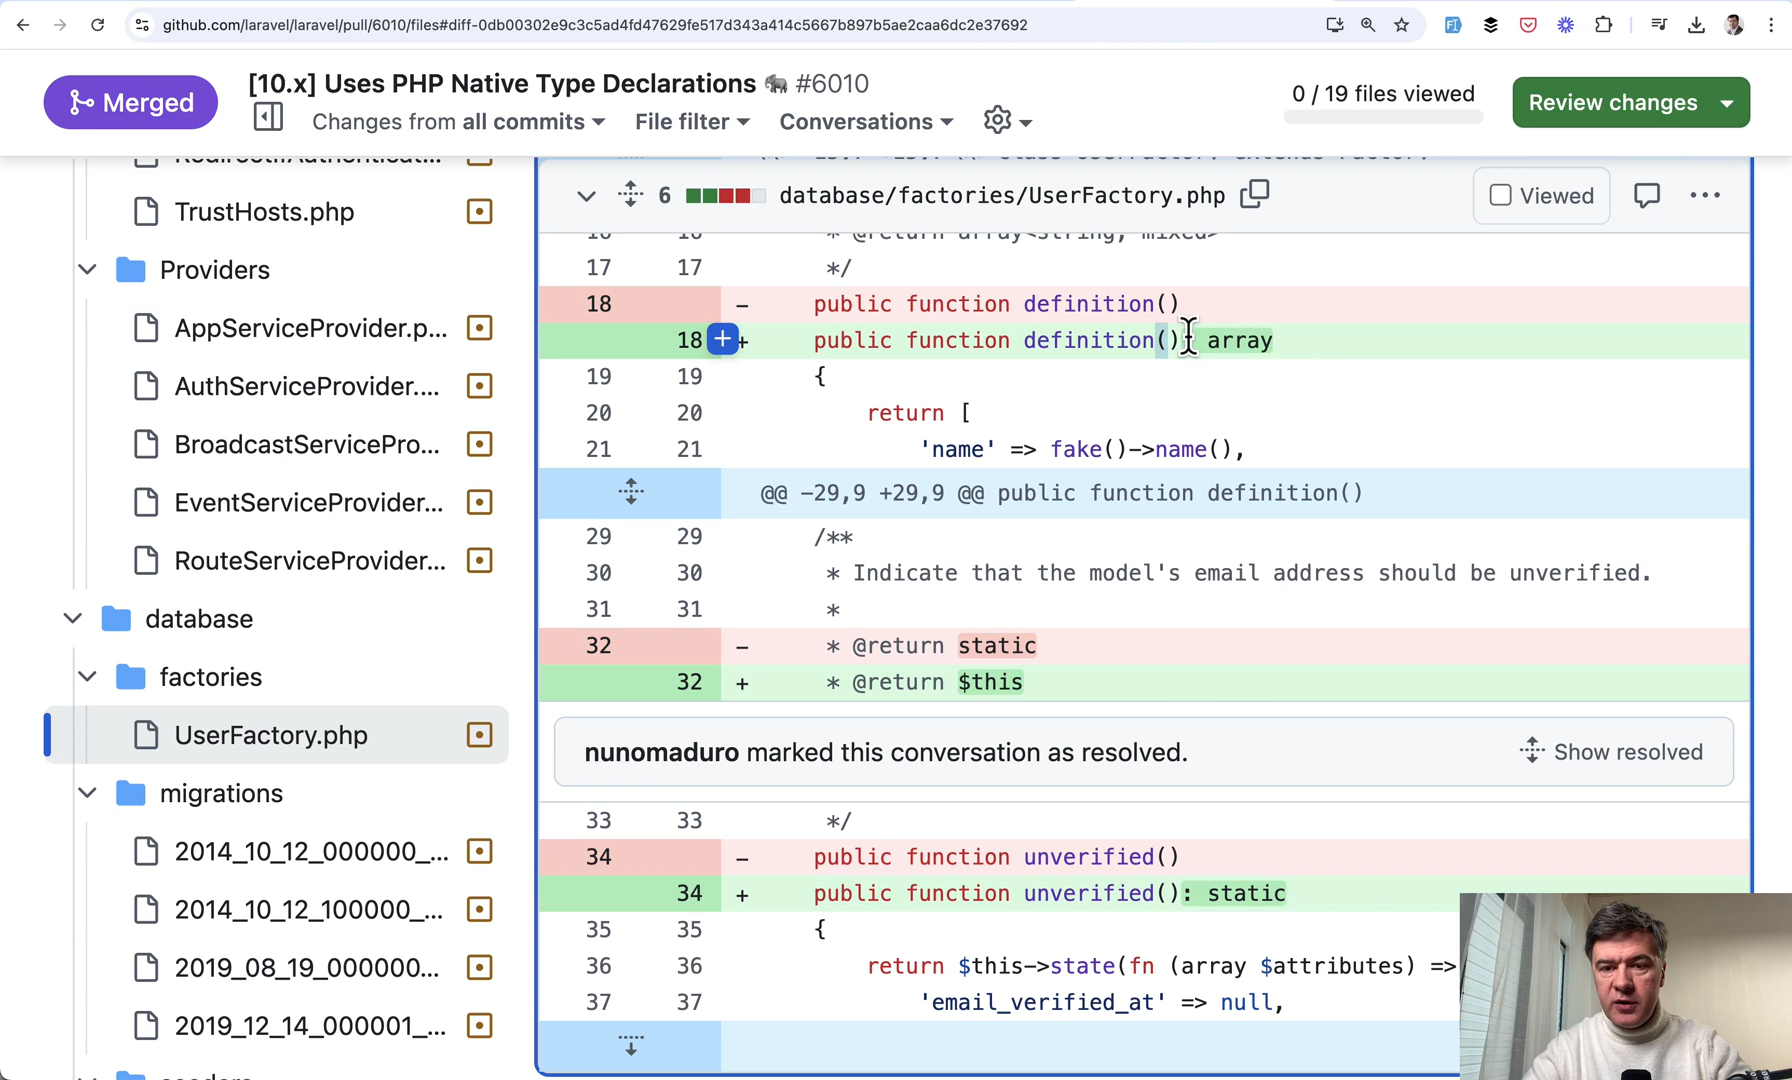 github.com/laravel/laravel/pull/6010/files#diff-0db00302e9c3c5ad4fd47629fe517d343a414c5667b897b5ae2caa6dc2e37692
Merged
[10.x] Uses PHP Native Type Declarations 🐘 #6010
Changes from all commits
File filter
Conversations
0 / 19 files viewed
Review changes
TrustHosts.php
Providers
AppServiceProvider.p...
AuthServiceProvider....
BroadcastServicePro...
EventServiceProvider...
RouteServiceProvider...
database
factories
UserFactory.php
migrations
2014_10_12_000000_...
2014_10_12_100000_...
2019_08_19_000000...
2019_12_14_000001_...
6 database/factories/UserFactory.php
Viewed
16 16 * @return array<string, mixed>
17 17 */
18 - public function definition()
18 + public function definition(): array
19 19 {
20 20 return [
21 21 'name' => fake()->name(),
@@ -29,9 +29,9 @@ public function definition()
29 29 /**
30 30 * Indicate that the model's email address should be unverified.
31 31 *
32 - * @return static
32 + * @return $this
nunomaduro marked this conversation as resolved.
Show resolved
33 33 */
34 - public function unverified()
34 + public function unverified(): static
35 35 {
36 36 return $this->state(fn (array $attributes) =>
37 37 'email_verified_at' => null,